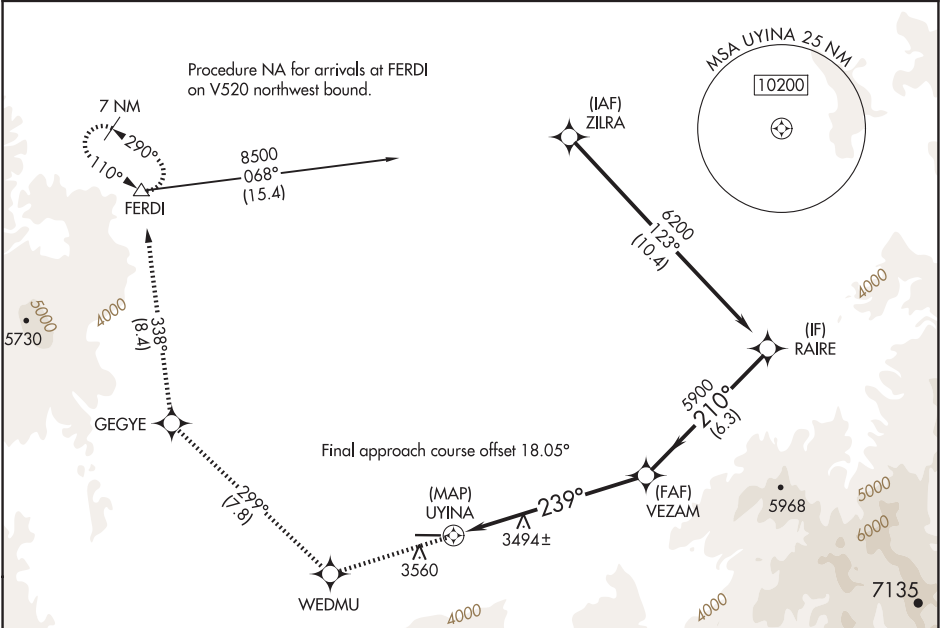 Procedure NA for arrivals at FERDI
on V520 northwest bound.
MSA UYINA 25 NM
10200
7 NM
290°
110°
FERDI
8500
068°
(15.4)
(IAF)
ZILRA
6200
123°
(10.4)
(IF)
RAIRE
4000
5000
4000
5730
338°
(8.4)
GEGYE
5900
210°
(6.3)
Final approach course offset 18.05°
299°
(7.8)
(MAP)
UYINA
239°
(FAF)
VEZAM
3494±
3560
WEDMU
5968
5000
6000
7135
4000
4000